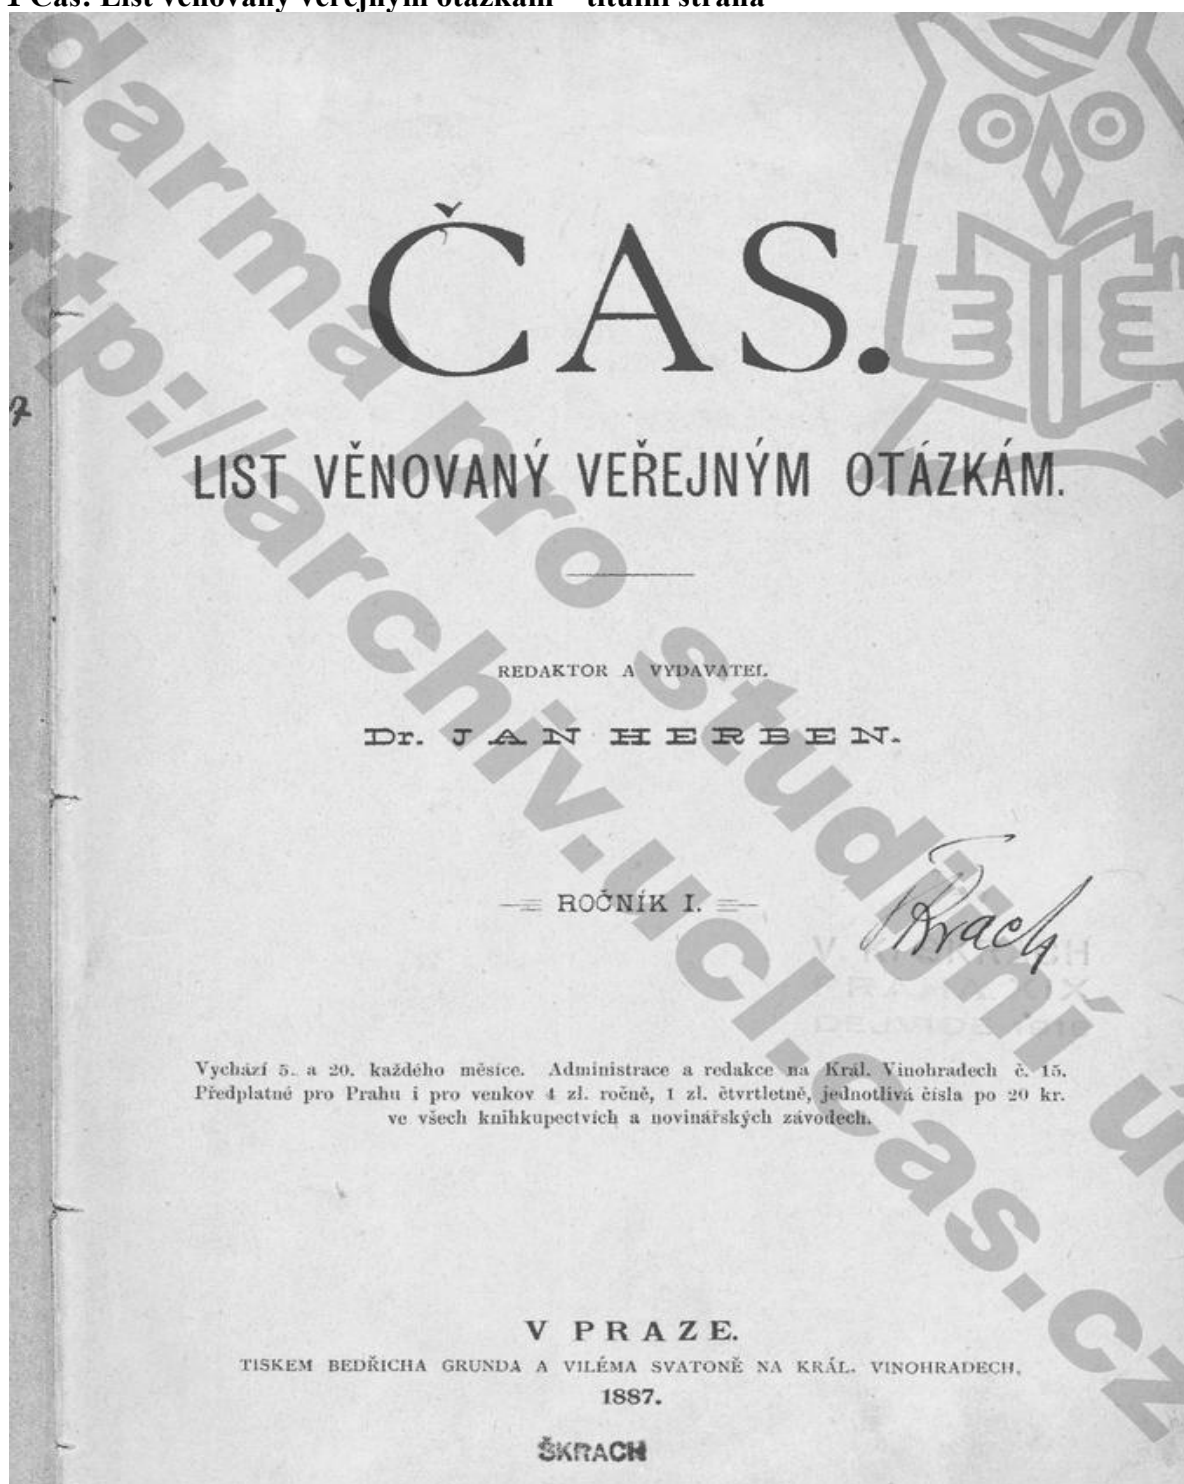 1 Čas: List věnovaný veřejným otázkám – titulní strana
ČAS.
LIST VĚNOVANÝ VEŘEJNÝM OTÁZKÁM.
REDAKTOR A VYDAVATEL
Dr. JAN HERBEN.
ROČNÍK I.
Škrach
Vychází 5. a 20. každého měsíce. Administrace a redakce na Král. Vinohradech č. 15.
Předplatné pro Prahu i pro venkov 4 zl. ročně, 1 zl. čtvrtletně, jednotlivá čísla po 20 kr.
ve všech knihkupectvích a novinářských závodech.
V PRAZE.
TISKEM BEDŘICHA GRUNDA A VILÉMA SVATONĚ NA KRÁL. VINOHRADECH.
1887.
ŠKRACH
darma pro studijní úč
http://archiv.ucl.cas.cz